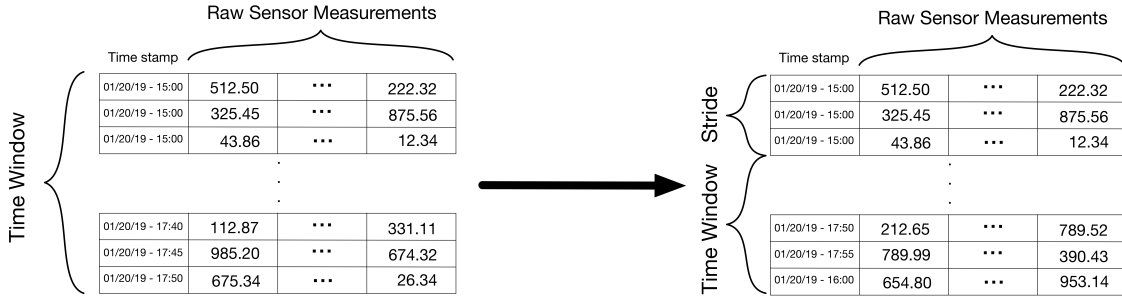 Raw Sensor Measurements
Time stamp
Time Window
01/20/19 - 15:00 512.50 ... 222.32
01/20/19 - 15:00 325.45 ... 875.56
01/20/19 - 15:00 43.86 ... 12.34
.
.
.
01/20/19 - 17:40 112.87 ... 331.11
01/20/19 - 17:45 985.20 ... 674.32
01/20/19 - 17:50 675.34 ... 26.34
Raw Sensor Measurements
Time stamp
Stride
Time Window
01/20/19 - 15:00 512.50 ... 222.32
01/20/19 - 15:00 325.45 ... 875.56
01/20/19 - 15:00 43.86 ... 12.34
.
.
.
01/20/19 - 17:50 212.65 ... 789.52
01/20/19 - 17:55 789.99 ... 390.43
01/20/19 - 16:00 654.80 ... 953.14